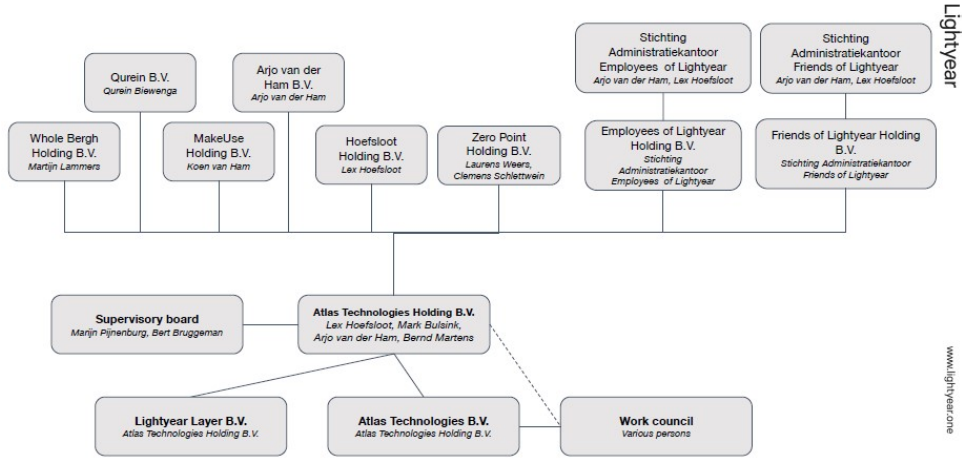 Lightyear
Stichting
Administratiekantoor
Employees of Lightyear
Arjo van der Ham, Lex Hoefsloot
Stichting
Administratiekantoor
Friends of Lightyear
Arjo van der Ham, Lex Hoefsloot
Qurein B.V.
Qurein Biewenga
Arjo van der
Ham B.V.
Arjo van der Ham
Whole Bergh
Holding B.V.
Martijn Lammers
MakeUse
Holding B.V.
Koen van Ham
Hoefsloot
Holding B.V.
Lex Hoefsloot
Zero Point
Holding B.V.
Laurens Weers,
Clemens Schlettwein
Employees of Lightyear
Holding B.V.
Stichting
Administratiekantoor
Employees of Lightyear
Friends of Lightyear Holding
B.V.
Stichting Administratiekantoor
Friends of Lightyear
Supervisory board
Marijn Pijnenburg, Bert Bruggeman
Atlas Technologies Holding B.V.
Lex Hoefsloot, Mark Bulsink,
Arjo van der Ham, Bernd Martens
Lightyear Layer B.V.
Atlas Technologies Holding B.V.
Atlas Technologies B.V.
Atlas Technologies Holding B.V.
Work council
Various persons
www.lightyear.one